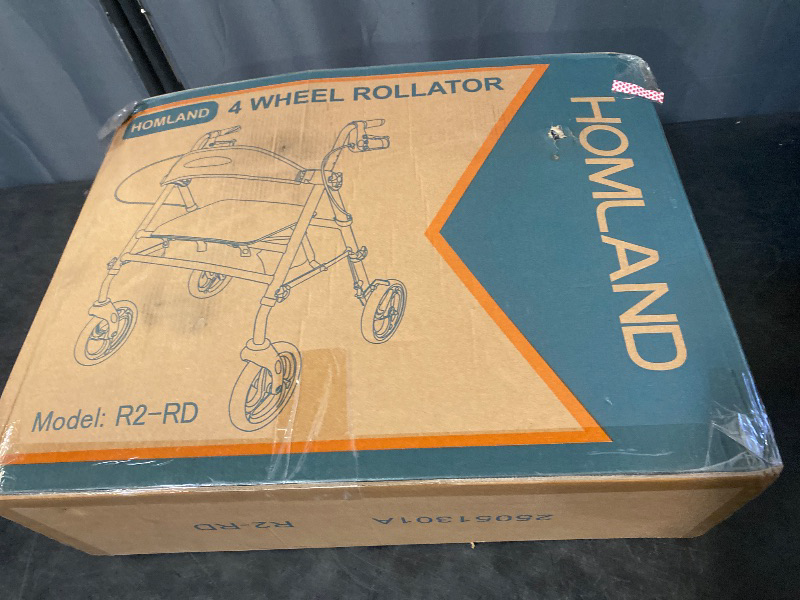 HOMLAND
4 WHEEL ROLLATOR
HOMLAND
Model: R2-RD
R2-RD
25051301A